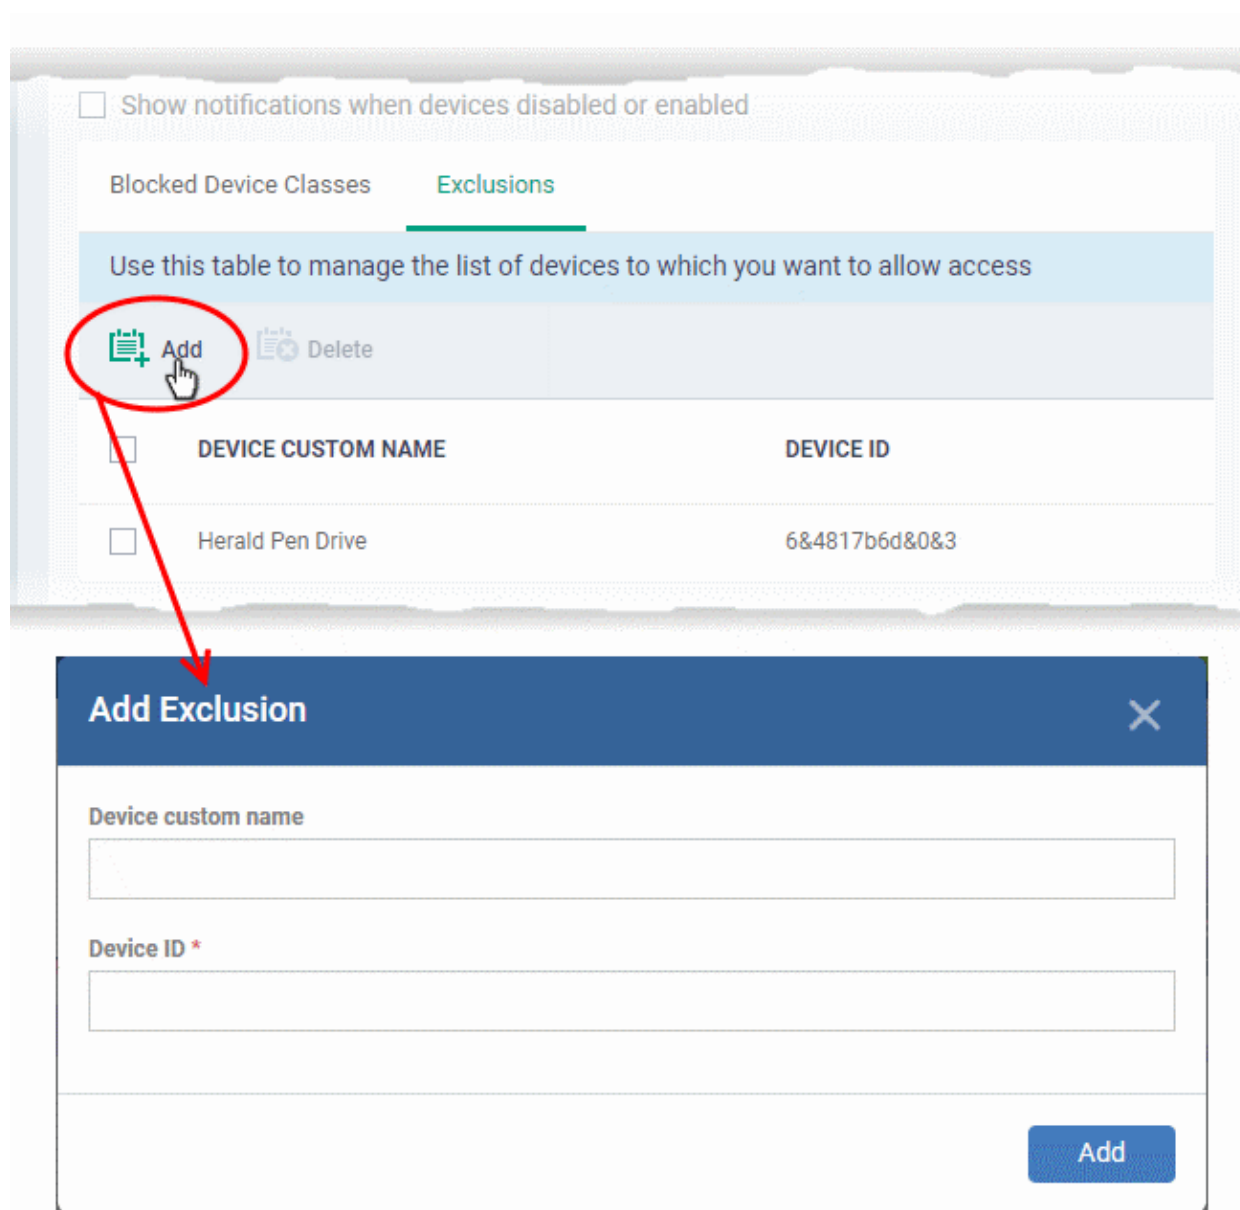 Show notifications when devices disabled or enabled
Blocked Device Classes Exclusions
Use this table to manage the list of devices to which you want to allow access
Add Delete
DEVICE CUSTOM NAME DEVICE ID
Herald Pen Drive 6&4817b6d&0&3
Add Exclusion
Device custom name
Device ID *
Add